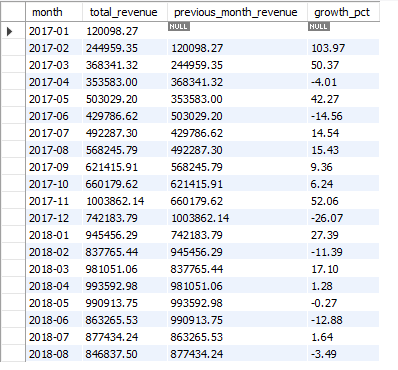 month total_revenue previous_month_revenue growth_pct
2017-01 120098.27 NULL NULL
2017-02 244959.35 120098.27 103.97
2017-03 368341.32 244959.35 50.37
2017-04 353583.00 368341.32 -4.01
2017-05 503029.20 353583.00 42.27
2017-06 429786.62 503029.20 -14.56
2017-07 492287.30 429786.62 14.54
2017-08 568245.79 492287.30 15.43
2017-09 621415.91 568245.79 9.36
2017-10 660179.62 621415.91 6.24
2017-11 1003862.14 660179.62 52.06
2017-12 742183.79 1003862.14 -26.07
2018-01 945456.29 742183.79 27.39
2018-02 837765.44 945456.29 -11.39
2018-03 981051.06 837765.44 17.10
2018-04 993592.98 981051.06 1.28
2018-05 990913.75 993592.98 -0.27
2018-06 863265.53 990913.75 -12.88
2018-07 877434.24 863265.53 1.64
2018-08 846837.50 877434.24 -3.49